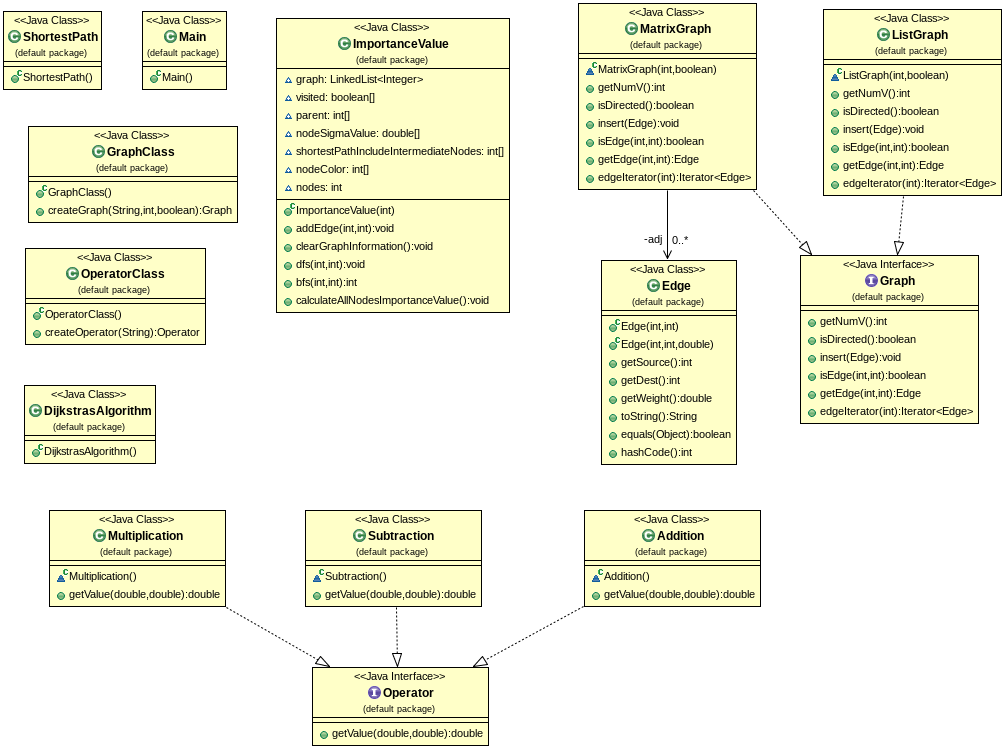 <<Java Class>>
ShortestPath
(default package)
ShortestPath()
<<Java Class>>
Main
(default package)
Main()
<<Java Class>>
ImportanceValue
(default package)
graph: LinkedList<Integer>
visited: boolean[]
parent: int[]
nodeSigmaValue: double[]
shortestPathIncludeIntermediateNodes: int[]
nodeColor: int[]
nodes: int
ImportanceValue(int)
addEdge(int,int):void
clearGraphInformation():void
dfs(int,int):void
bfs(int,int):int
calculateAllNodesImportanceValue():void
<<Java Class>>
MatrixGraph
(default package)
MatrixGraph(int,boolean)
getNumV():int
isDirected():boolean
insert(Edge):void
isEdge(int,int):boolean
getEdge(int,int):Edge
edgeIterator(int):Iterator<Edge>
<<Java Class>>
ListGraph
(default package)
ListGraph(int,boolean)
getNumV():int
isDirected():boolean
insert(Edge):void
isEdge(int,int):boolean
getEdge(int,int):Edge
edgeIterator(int):Iterator<Edge>
<<Java Class>>
GraphClass
(default package)
GraphClass()
createGraph(String,int,boolean):Graph
<<Java Class>>
OperatorClass
(default package)
OperatorClass()
createOperator(String):Operator
-adj 0..*
<<Java Class>>
Edge
(default package)
Edge(int,int)
Edge(int,int,double)
getSource():int
getDest():int
getWeight():double
toString():String
equals(Object):boolean
hashCode():int
<<Java Interface>>
Graph
(default package)
getNumV():int
isDirected():boolean
insert(Edge):void
isEdge(int,int):boolean
getEdge(int,int):Edge
edgeIterator(int):Iterator<Edge>
<<Java Class>>
DijkstrasAlgorithm
(default package)
DijkstrasAlgorithm()
<<Java Class>>
Multiplication
(default package)
Multiplication()
getValue(double,double):double
<<Java Class>>
Subtraction
(default package)
Subtraction()
getValue(double,double):double
<<Java Class>>
Addition
(default package)
Addition()
getValue(double,double):double
<<Java Interface>>
Operator
(default package)
getValue(double,double):double